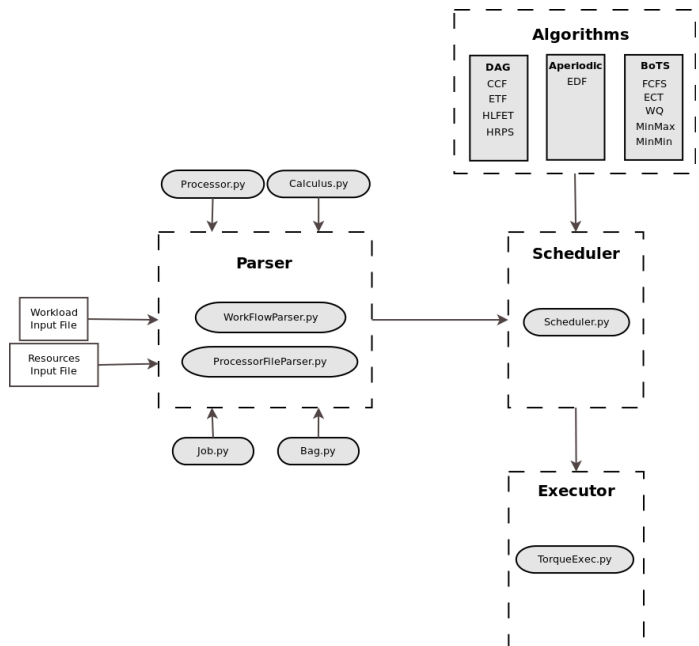 Algorithms
DAG
CCF
ETF
HLFET
HRPS
Aperiodic
EDF
BoTS
FCFS
ECT
WQ
MinMax
MinMin
Processor.py
Calculus.py
Parser
WorkFlowParser.py
ProcessorFileParser.py
Workload
Input File
Resources
Input File
Job.py
Bag.py
Scheduler
Scheduler.py
Executor
TorqueExec.py